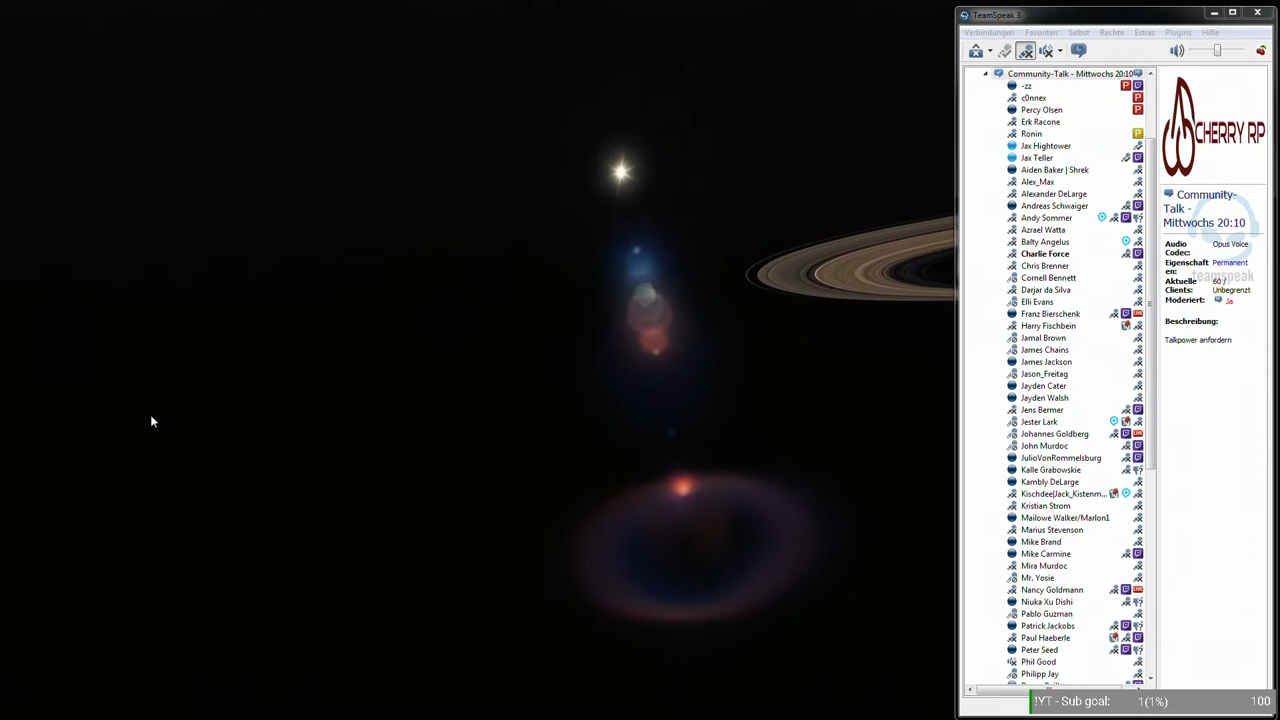 TeamSpeak 3
Verbindungen Favoriten Selbst Rechte Extras Plugins Hilfe
Community-Talk - Mittwochs 20:10
-zz
c0nnex
Percy Olsen
Erk Racone
Ronin
Jax Hightower
Jax Teller
Aiden Baker | Shrek
Alex_Max
Alexander DeLarge
Andreas Schwaiger
Andy Sommer
Azrael Watta
Balty Angelus
Charlie Force
Chris Brenner
Cornell Bennett
Darjar da Silva
Elli Evans
Franz Bierschenk
Harry Fischbein
Jamal Brown
James Chains
James Jackson
Jason_Freitag
Jayden Cater
Jayden Walsh
Jens Bermer
Jester Lark
Johannes Goldberg
John Murdoc
JulioVonRommelsburg
Kalle Grabowskie
Kambly DeLarge
Kischdee|Jack_Kistenm...
Kristian Strom
Mailowe Walker/Marlon1
Marius Stevenson
Mike Brand
Mike Carmine
Mira Murdoc
Mr. Yosie
Nancy Goldmann
Niuka Xu Dishi
Pablo Guzman
Patrick Jackobs
Paul Haeberle
Peter Seed
Phil Good
Philipp Jay
CHERRY RP
Community-
Talk -
Mittwochs 20:10
Audio Opus Voice
Codec:
Eigenschaft Permanent
en:
teamspeak
Aktuelle 60 /
Clients: Unbegrenzt
Moderiert: Ja
Beschreibung:
Talkpower anfordern
!YT - Sub goal: 1(1%) 100